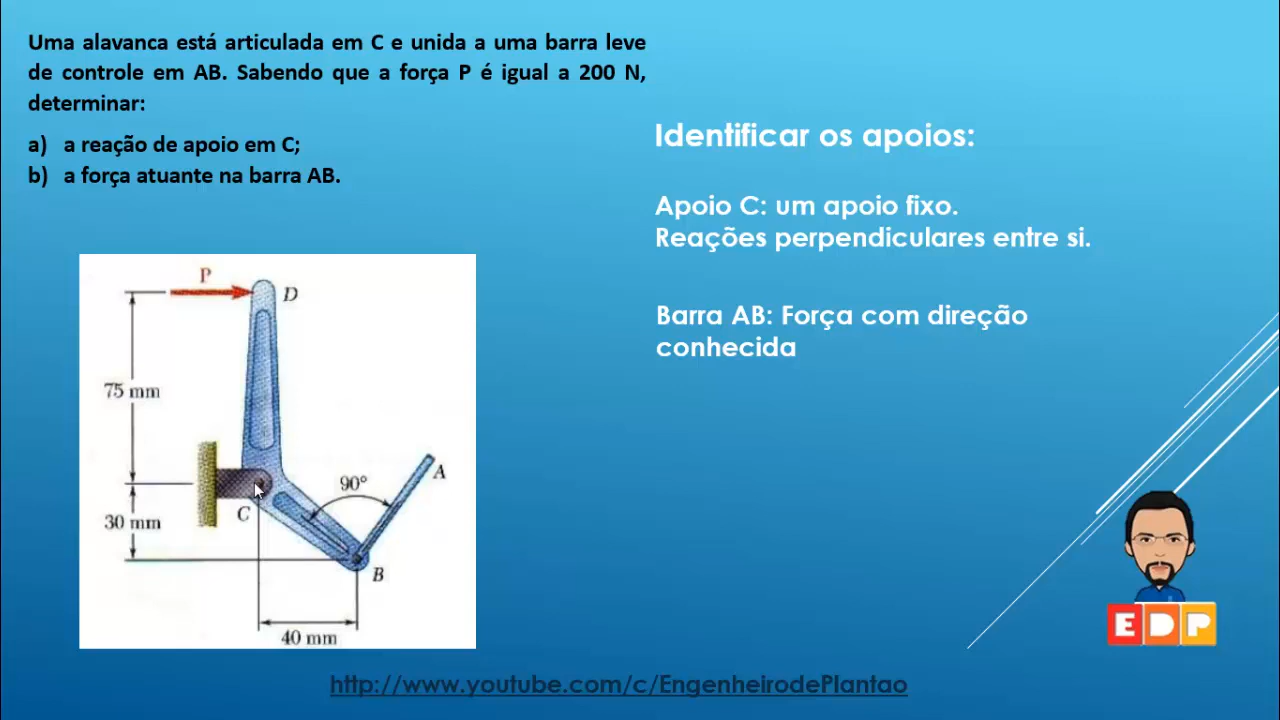 Uma alavanca está articulada em C e unida a uma barra leve
de controle em AB. Sabendo que a força P é igual a 200 N,
determinar:
a) a reação de apoio em C;
b) a força atuante na barra AB.
Identificar os apoios:
Apoio C: um apoio fixo.
Reações perpendiculares entre si.
Barra AB: Força com direção
conhecida
P
D
75 mm
A
90°
C
30 mm
B
40 mm
EDP
http://www.youtube.com/c/EngenheirodePlantao